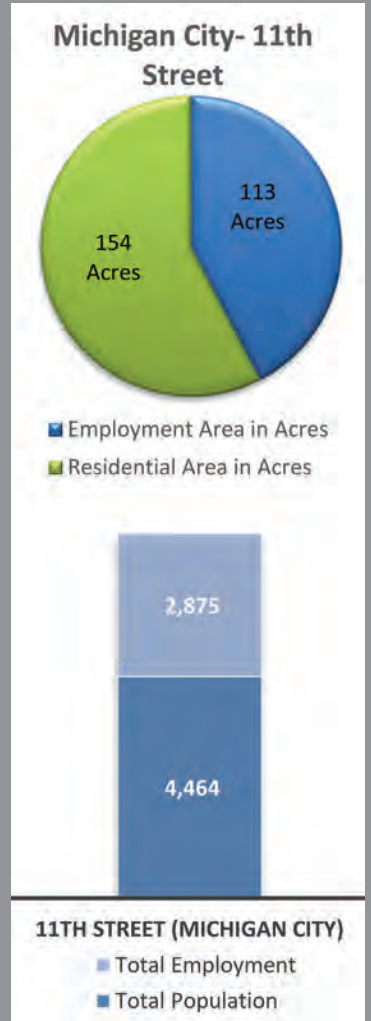 Michigan City- 11th
Street
113
Acres
154
Acres
Employment Area in Acres
Residential Area in Acres
2,875
4,464
11TH STREET (MICHIGAN CITY)
Total Employment
Total Population